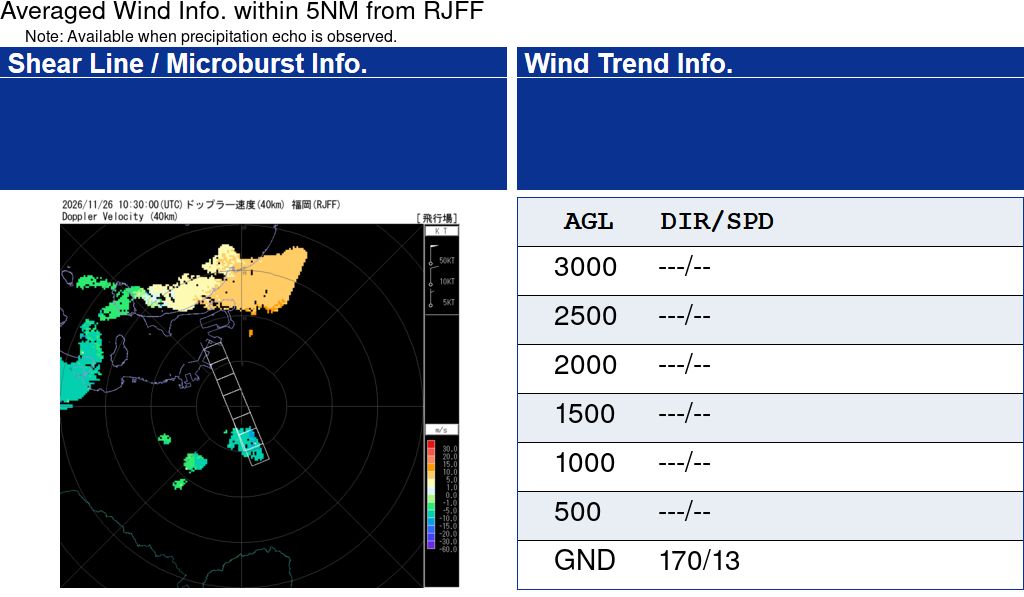 Averaged Wind Info. within 5NM from RJFF
Note: Available when precipitation echo is observed.
Shear Line / Microburst Info.
Wind Trend Info.
2026/11/26 10:30:00(UTC) ドップラー速度(40km) 福岡(RJFF)
Doppler Velocity (40km)
[飛行場]
KT
50KT
10KT
5KT
m/s
30.0
20.0
15.0
10.0
5.0
1.0
0.0
-1.0
-5.0
-10.0
-15.0
-20.0
-30.0
-60.0
AGL DIR/SPD
3000 ---/--
2500 ---/--
2000 ---/--
1500 ---/--
1000 ---/--
500 ---/--
GND 170/13